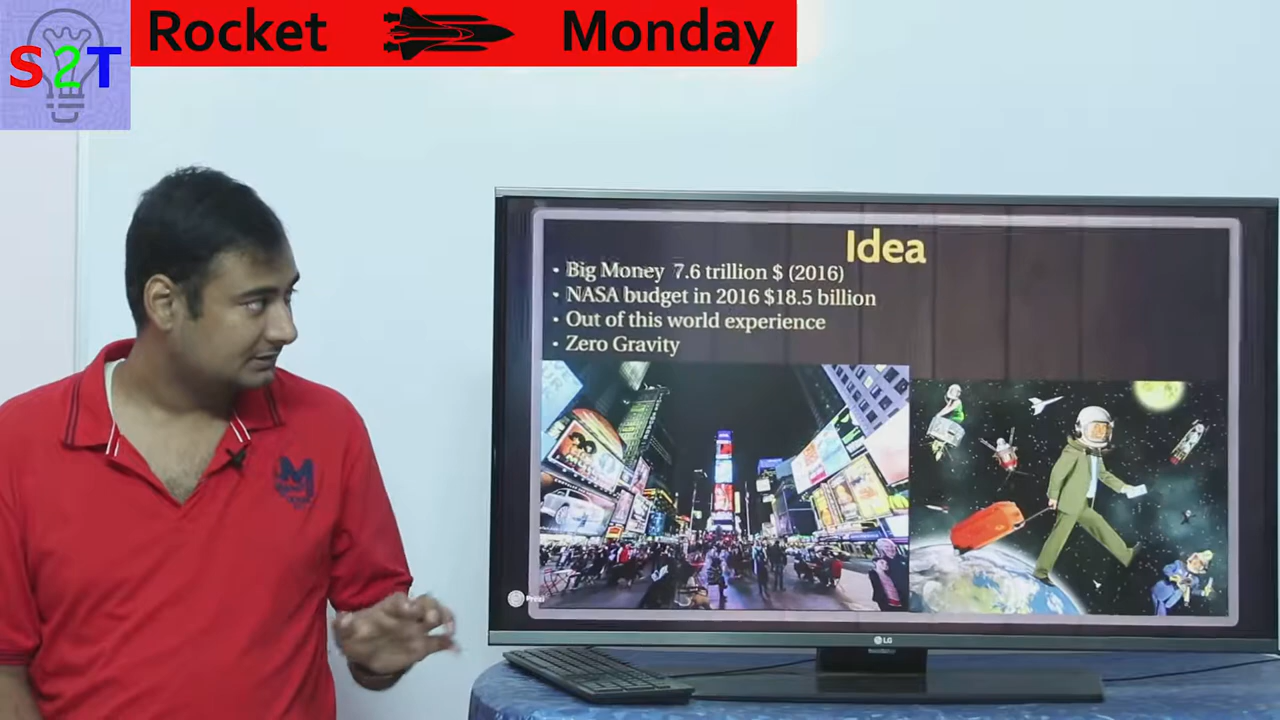 Rocket Monday
S2T
Idea
• Big Money 7.6 trillion $ (2016)
• NASA budget in 2016 $18.5 billion
• Out of this world experience
• Zero Gravity
Prezi
LG
M